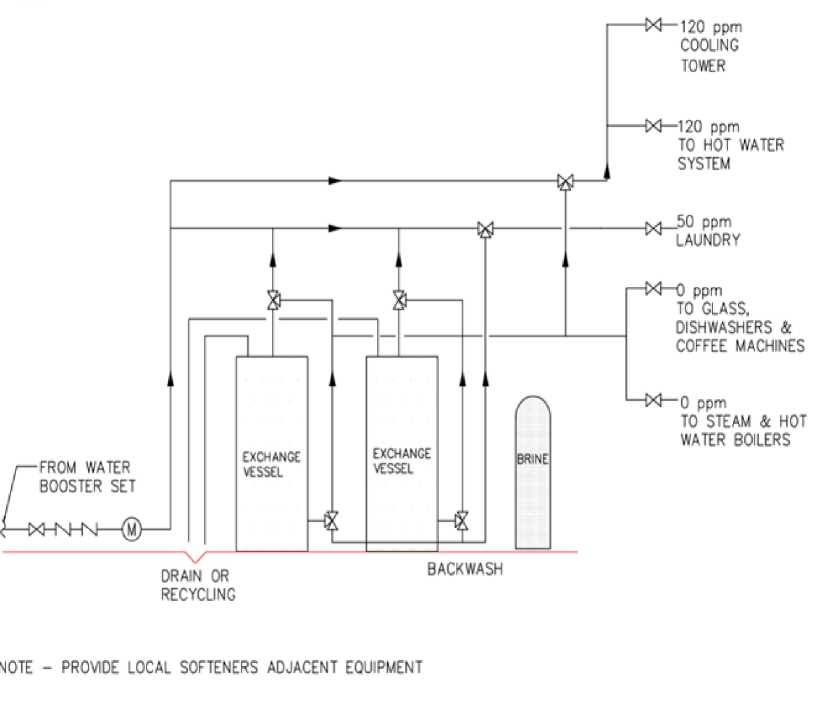 120 ppm
COOLING
TOWER
120 ppm
TO HOT WATER
SYSTEM
50 ppm
LAUNDRY
0 ppm
TO GLASS,
DISHWASHERS &
COFFEE MACHINES
0 ppm
TO STEAM & HOT
WATER BOILERS
EXCHANGE
VESSEL
EXCHANGE
VESSEL
BRINE
FROM WATER
BOOSTER SET
M
DRAIN OR
RECYCLING
BACKWASH
NOTE – PROVIDE LOCAL SOFTENERS ADJACENT EQUIPMENT